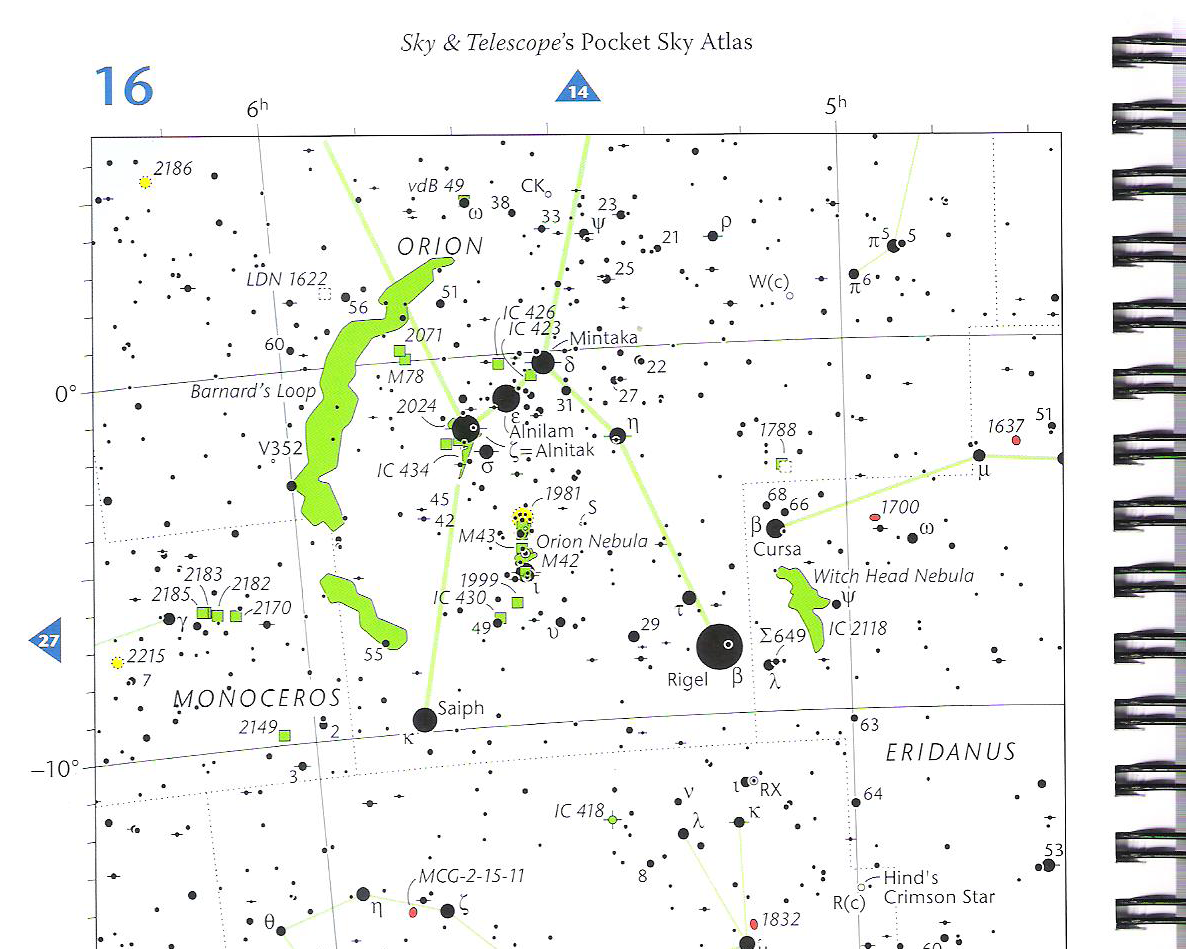 Sky & Telescope's Pocket Sky Atlas
16
14
6h
5h
2186
vdB 49
CK
ω
38
33
23
ψ
21
ρ
π5
5
ORION
25
π6
LDN 1622
W(c)
56
51
IC 426
IC 423
2071
Mintaka
60
δ
M78
22
0°
Barnard's Loop
27
2024
31
51
ε
Alnilam
η
1637
V352
ζ=Alnitak
1788
σ
IC 434
μ
45
1981
S
68
66
1700
42
β
M43
Orion Nebula
ω
Cursa
M42
2183
1999
Witch Head Nebula
2185
2182
ι
2170
IC 430
ψ
τ
γ
49
υ
29
IC 2118
27
Σ649
55
2215
Rigel
β
λ
7
MONOCEROS
Saiph
2149
2
κ
63
ERIDANUS
−10°
3
ν
ι
RX
64
IC 418
κ
λ
53
8
MCG-2-15-11
Hind's
Crimson Star
R(c)
η
ζ
θ
1832
μ
60